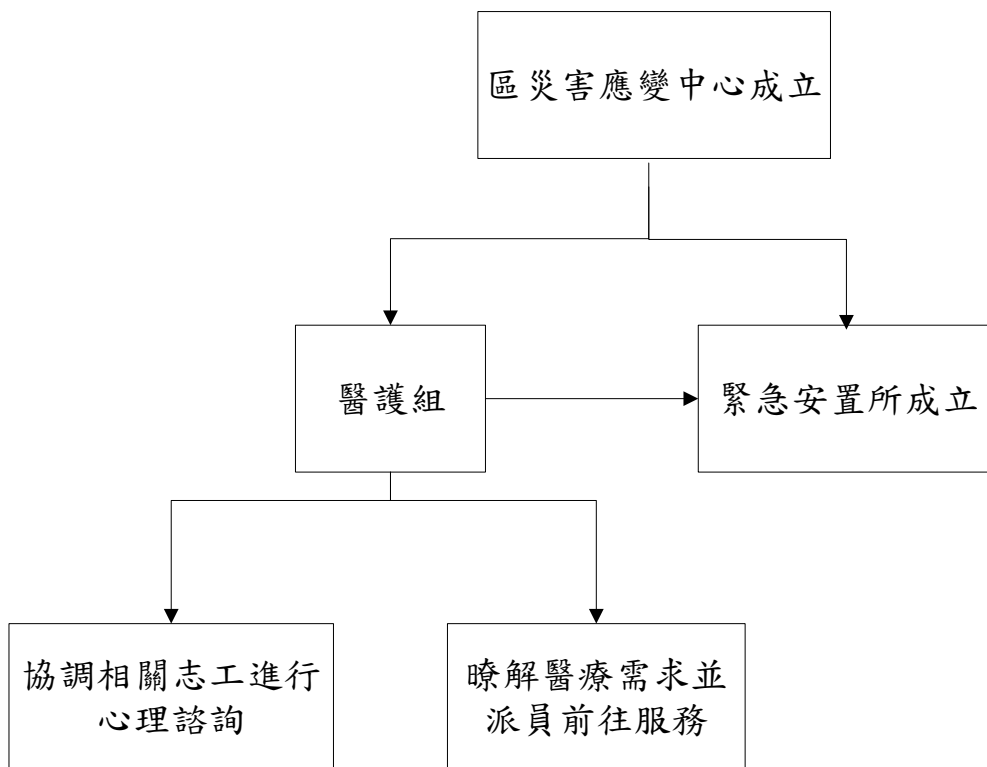 區災害應變中心成立
醫護組
緊急安置所成立
協調相關志工進行
心理諮詢
瞭解醫療需求並
派員前往服務